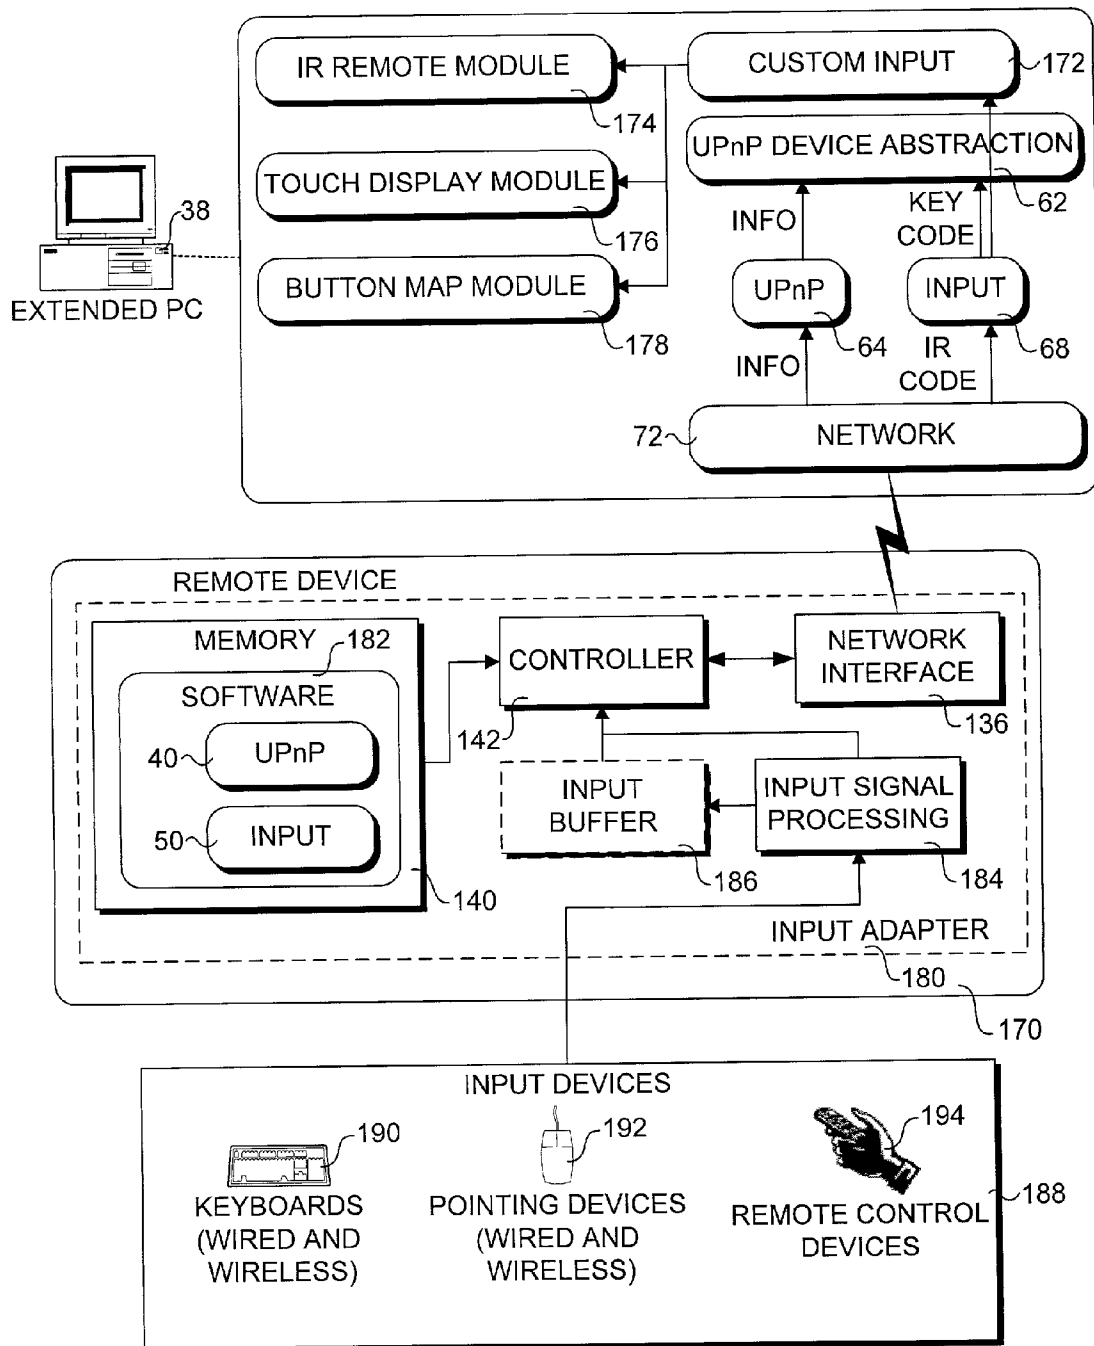 IR REMOTE MODULE
174
CUSTOM INPUT
172
UPnP DEVICE ABSTRACTION
62
TOUCH DISPLAY MODULE
176
BUTTON MAP MODULE
178
38
EXTENDED PC
INFO
KEY
CODE
UPnP
64
INPUT
68
INFO
IR
CODE
72
NETWORK
REMOTE DEVICE
MEMORY
182
SOFTWARE
40
UPnP
50
INPUT
140
CONTROLLER
142
NETWORK
INTERFACE
136
INPUT
BUFFER
186
INPUT SIGNAL
PROCESSING
184
INPUT ADAPTER
180
170
INPUT DEVICES
190
KEYBOARDS
(WIRED AND
WIRELESS)
192
POINTING DEVICES
(WIRED AND
WIRELESS)
194
REMOTE CONTROL
DEVICES
188